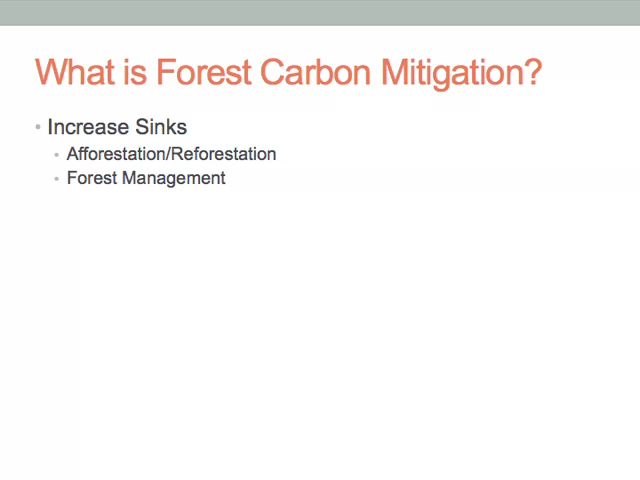 What is Forest Carbon Mitigation?
• Increase Sinks
• Afforestation/Reforestation
• Forest Management